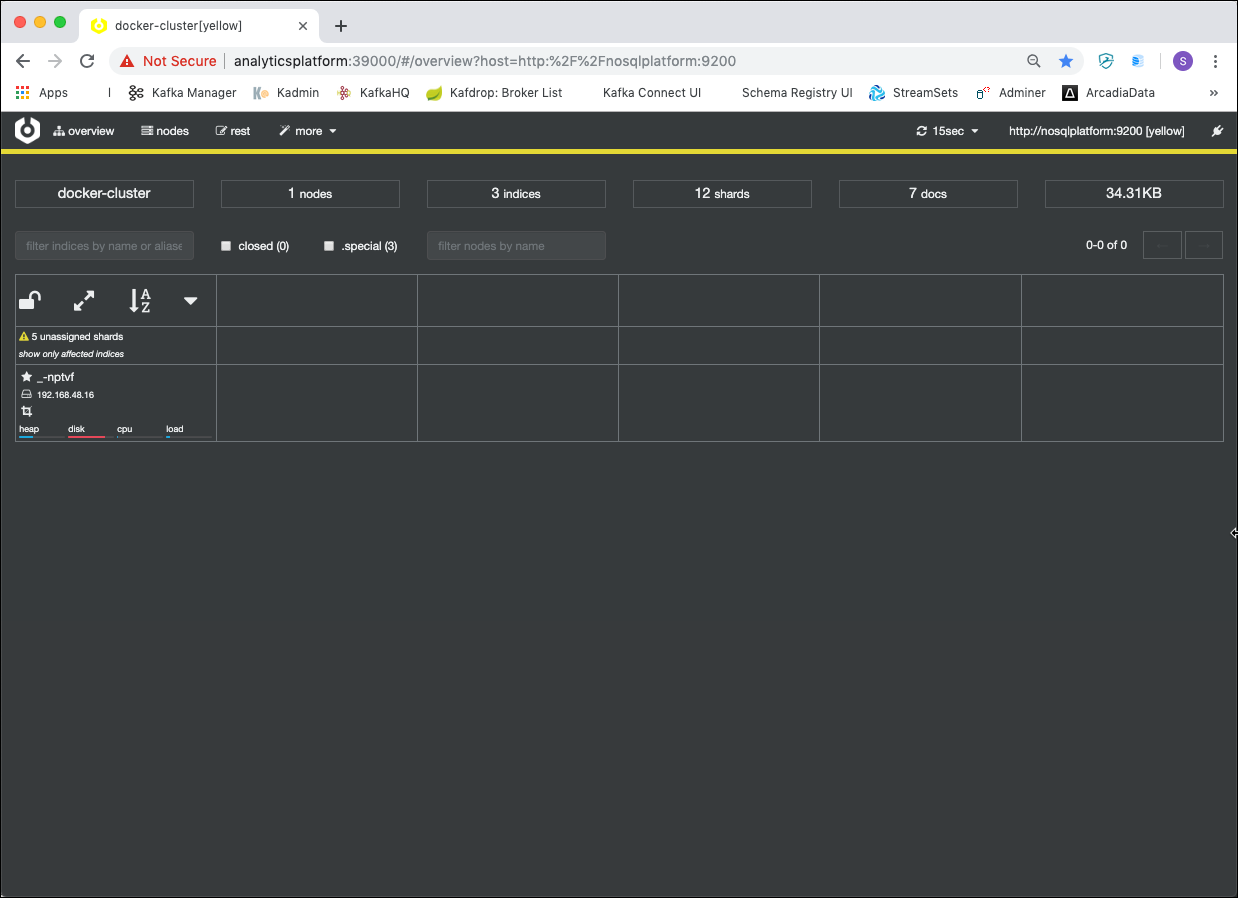 docker-cluster[yellow]
Not Secure analyticsplatform:39000/#/overview?host=http:%2F%2Fnosqlplatform:9200 S
Apps I Kafka Manager Kadmin KafkaHQ Kafdrop: Broker List Kafka Connect UI Schema Registry UI StreamSets Adminer ArcadiaData »
overview nodes rest more 15sec http://nosqlplatform:9200 [yellow]
docker-cluster 1 nodes 3 indices 12 shards 7 docs 34.31KB
filter indices by name or aliase closed (0) .special (3) filter nodes by name 0-0 of 0 ← →
A
Z
5 unassigned shards
show only affected indices
_-nptvf
192.168.48.16
heap disk cpu load